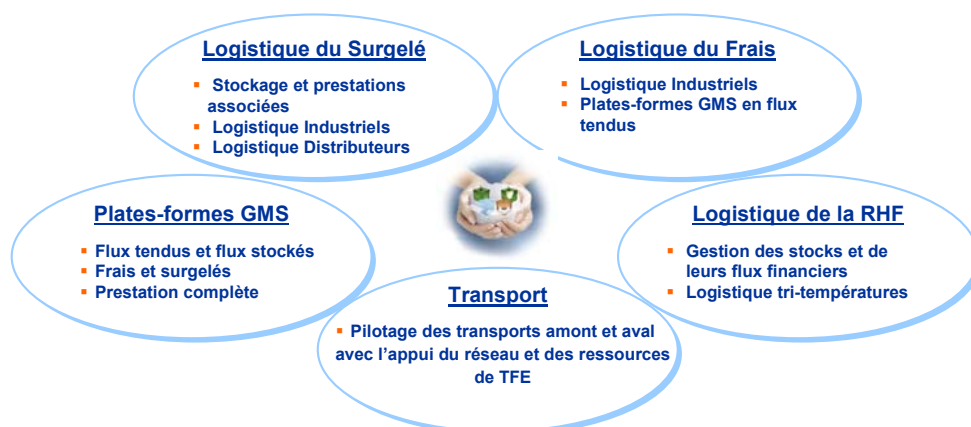 Logistique du Surgelé
▪ Stockage et prestations
associées
▪ Logistique Industriels
▪ Logistique Distributeurs
Logistique du Frais
▪ Logistique Industriels
▪ Plates-formes GMS en flux
tendus
Plates-formes GMS
▪ Flux tendus et flux stockés
▪ Frais et surgelés
▪ Prestation complète
Logistique de la RHF
▪ Gestion des stocks et de
leurs flux financiers
▪ Logistique tri-températures
Transport
▪ Pilotage des transports amont et aval
avec l’appui du réseau et des ressources
de TFE